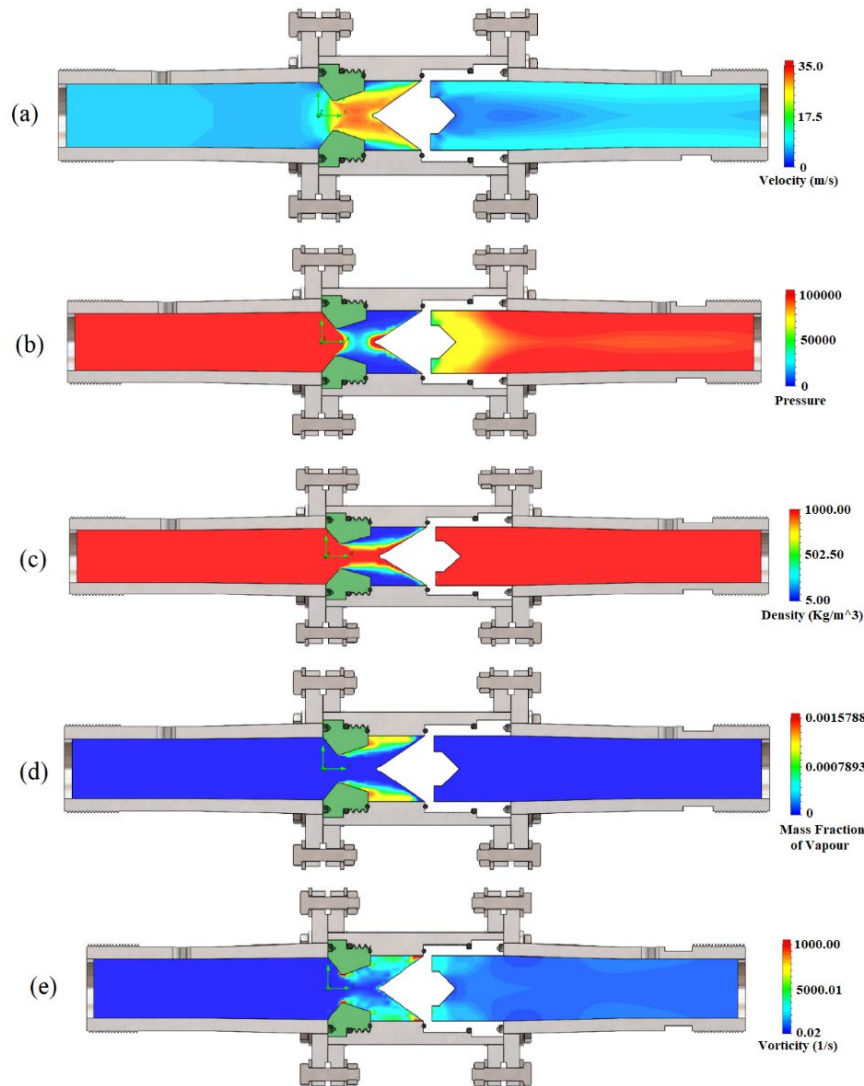 (a)
35.0
17.5
0
Velocity (m/s)
(b)
100000
50000
0
Pressure
(c)
1000.00
502.50
5.00
Density (Kg/m^3)
(d)
0.0015788
0.0007893
0
Mass Fraction
of Vapour
(e)
1000.00
5000.01
0.02
Vorticity (1/s)